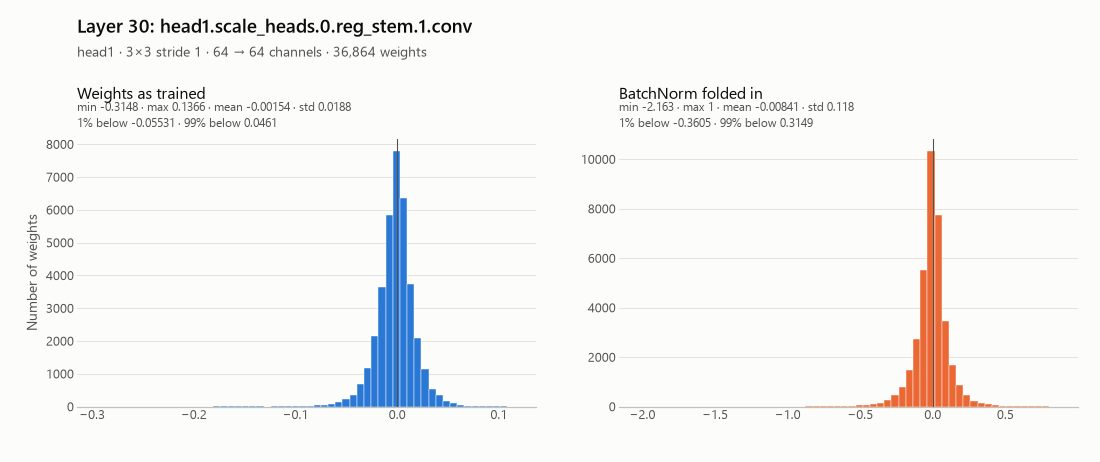 Layer 30: head1.scale_heads.0.reg_stem.1.conv
head1 · 3×3 stride 1 · 64 → 64 channels · 36,864 weights
Weights as trained
min -0.3148 · max 0.1366 · mean -0.00154 · std 0.0188
1% below -0.05531 · 99% below 0.0461
Number of weights
8000
7000
6000
5000
4000
3000
2000
1000
0
−0.3 −0.2 −0.1 0.0 0.1
BatchNorm folded in
min -2.163 · max 1 · mean -0.00841 · std 0.118
1% below -0.3605 · 99% below 0.3149
10000
8000
6000
4000
2000
0
−2.0 −1.5 −1.0 −0.5 0.0 0.5